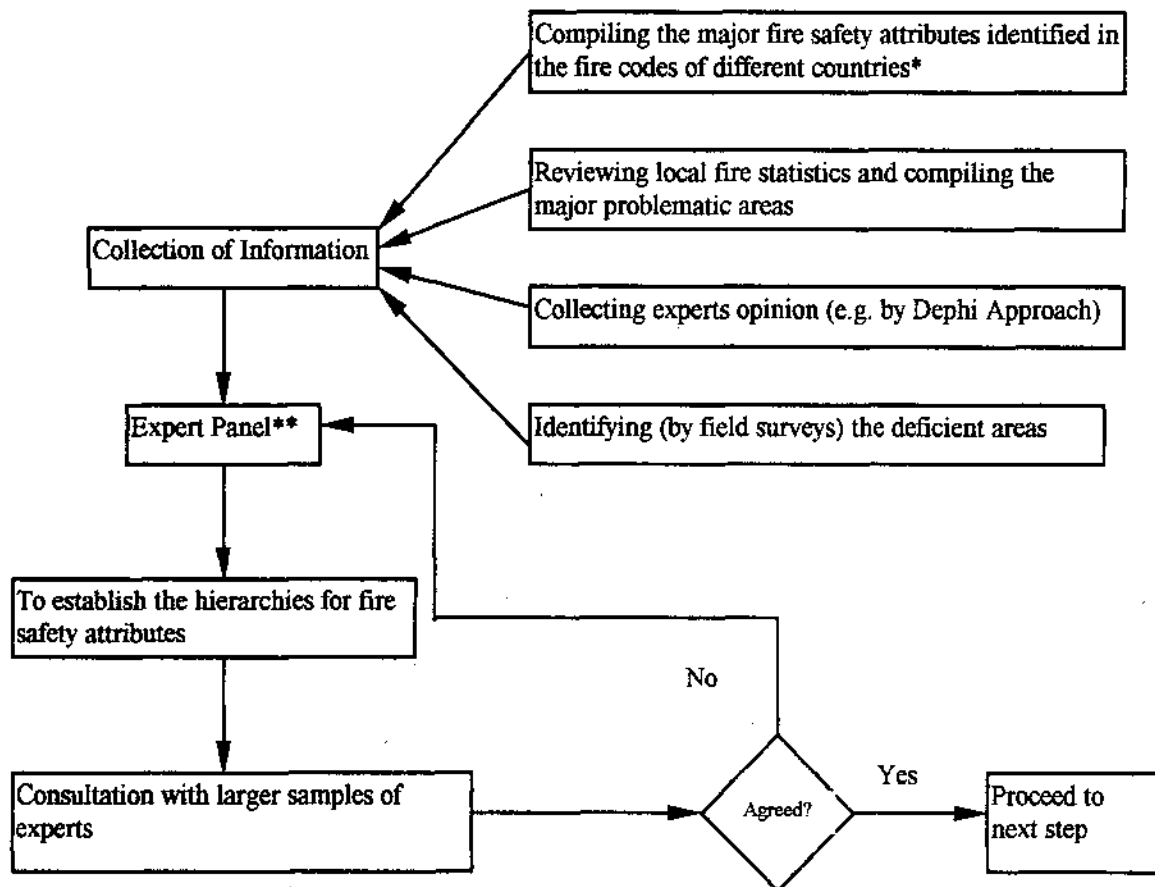 Compiling the major fire safety attributes identified in
the fire codes of different countries*
Reviewing local fire statistics and compiling the
major problematic areas
Collection of Information
Collecting experts opinion (e.g. by Dephi Approach)
Expert Panel**
Identifying (by field surveys) the deficient areas
To establish the hierarchies for fire
safety attributes
No
Consultation with larger samples of
experts
Agreed?
Yes
Proceed to
next step